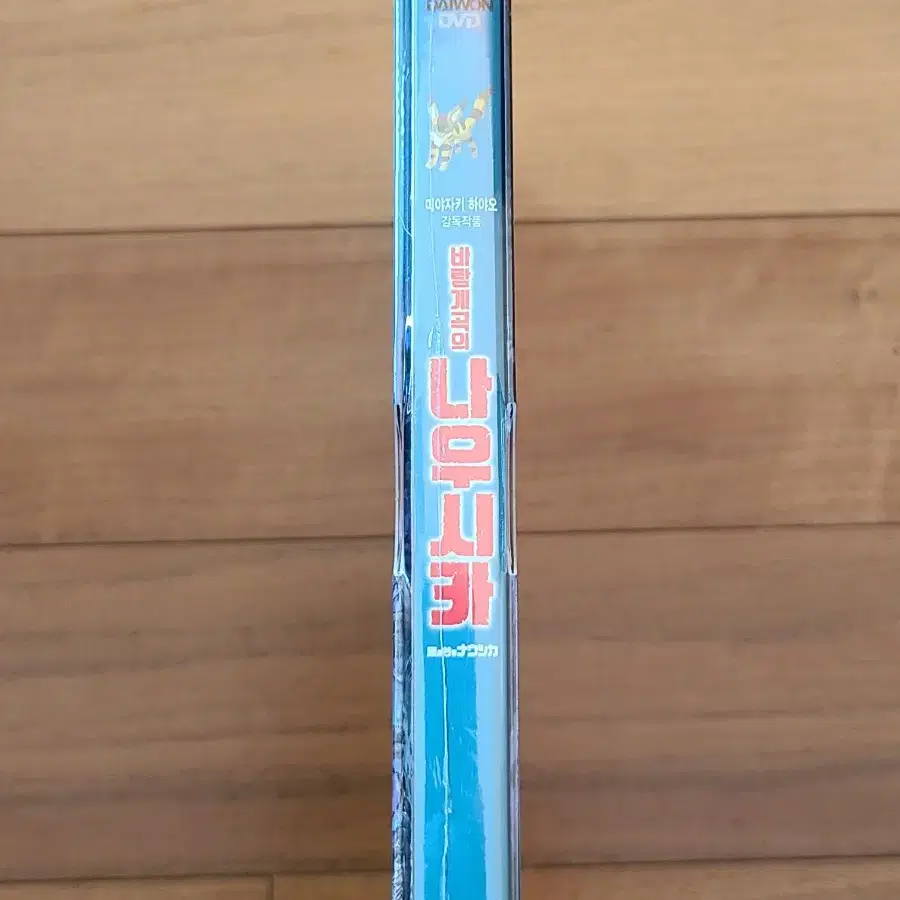 DAIWON
DVD
미야자키 하야오
감독작품
바람계곡의
나우시카
風の谷のナウシカ